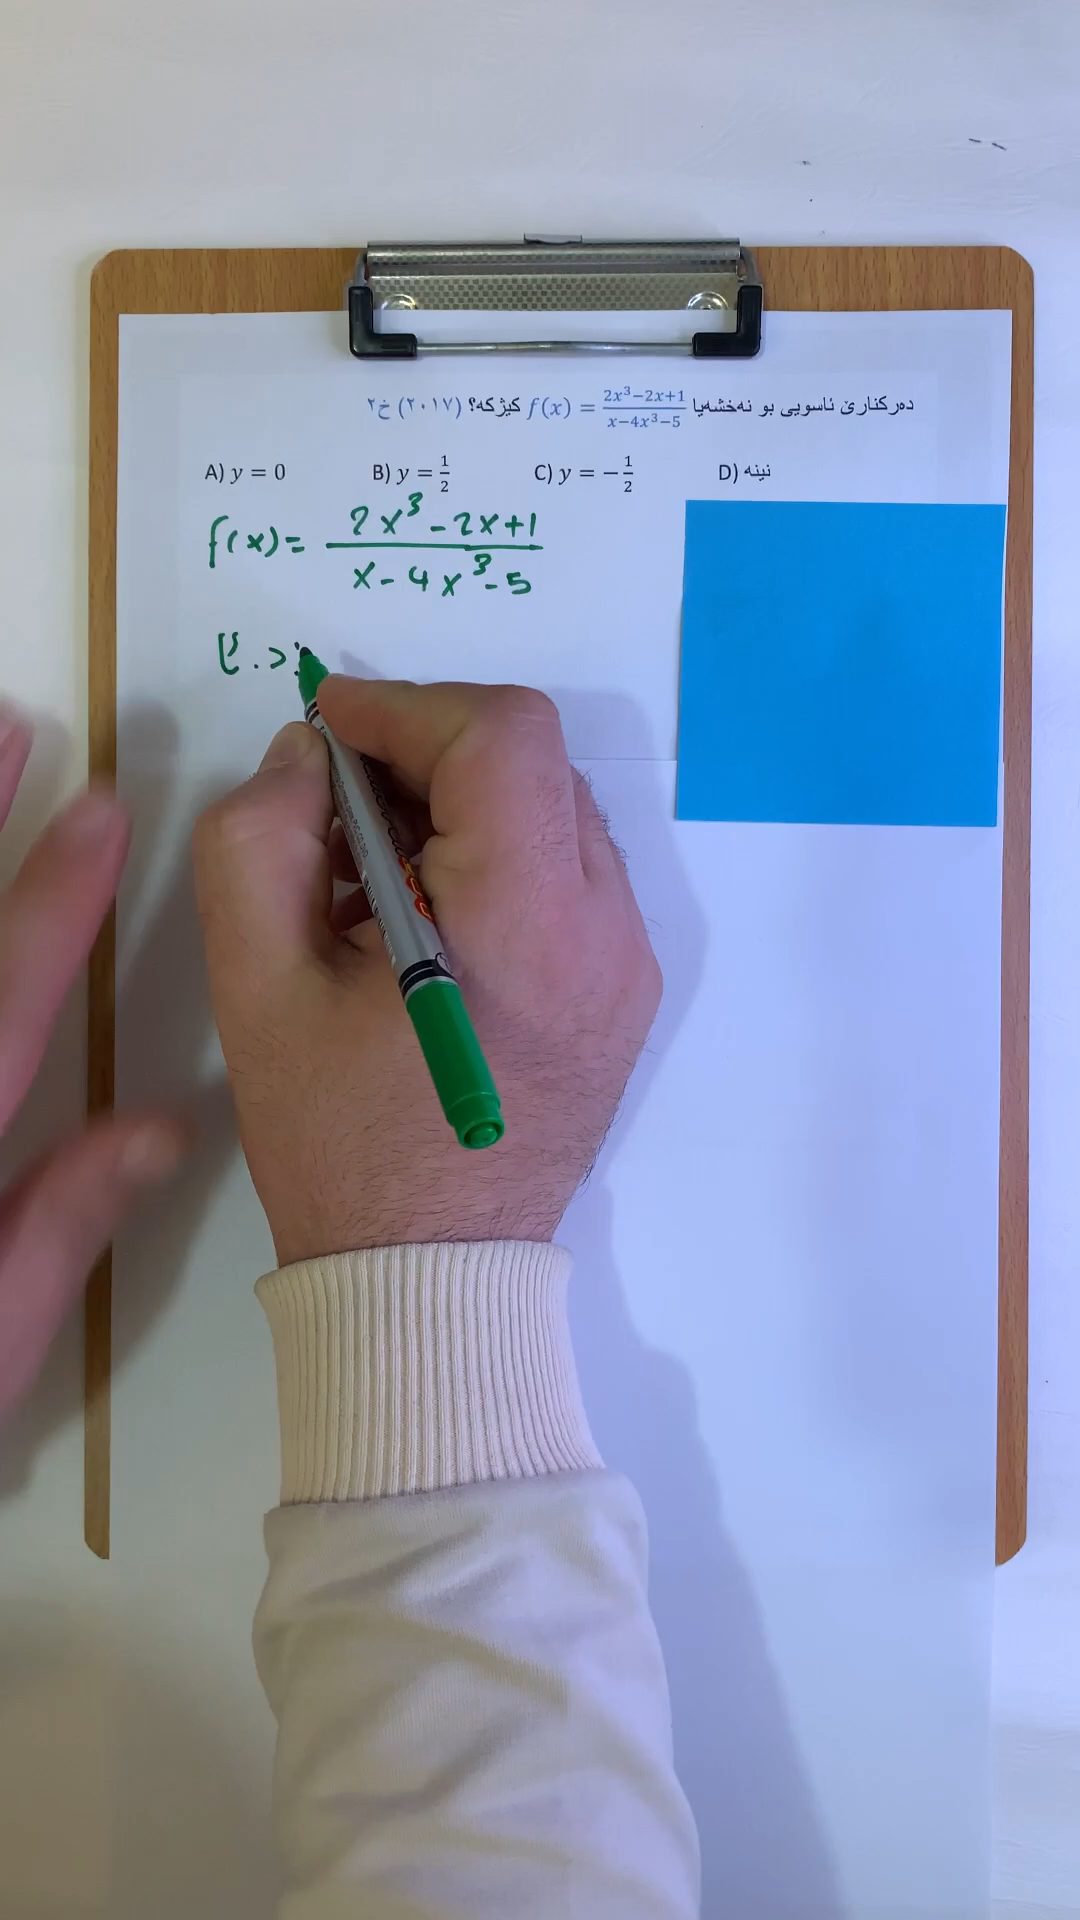 دەرکنارێ ئاسویی بو نەخشەیا f(x) = (2x³−2x+1)/(x−4x³−5) کیژکە؟ (٢٠١٧) خ٢
A) y = 0 B) y = 1/2 C) y = −1/2 D) نینە
f(x) = (2x³ - 2x + 1)/(x - 4x³ - 5)